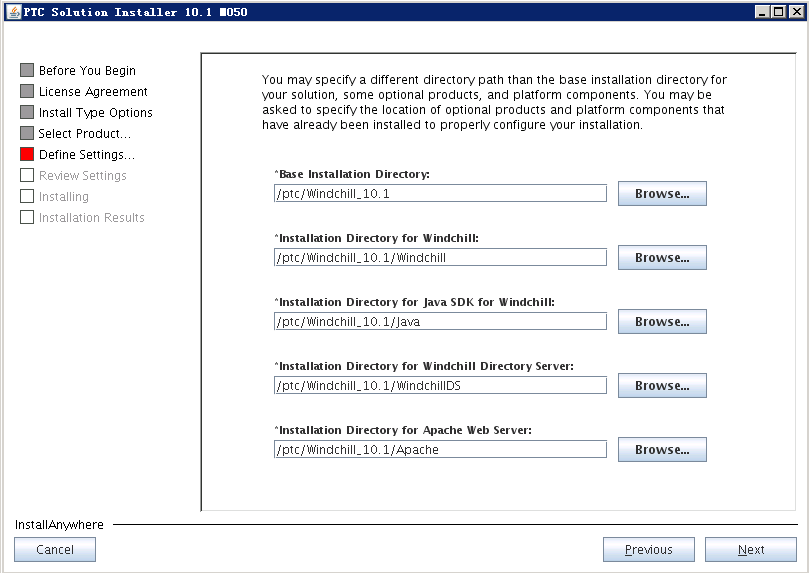 PTC Solution Installer 10.1 M050
Before You Begin
License Agreement
Install Type Options
Select Product...
Define Settings...
Review Settings
Installing
Installation Results
You may specify a different directory path than the base installation directory for
your solution, some optional products, and platform components. You may be
asked to specify the location of optional products and platform components that
have already been installed to properly configure your installation.
*Base Installation Directory:
/ptc/Windchill_10.1
Browse...
*Installation Directory for Windchill:
/ptc/Windchill_10.1/Windchill
Browse...
*Installation Directory for Java SDK for Windchill:
/ptc/Windchill_10.1/Java
Browse...
*Installation Directory for Windchill Directory Server:
/ptc/Windchill_10.1/WindchillDS
Browse...
*Installation Directory for Apache Web Server:
/ptc/Windchill_10.1/Apache
Browse...
InstallAnywhere
Cancel
Previous
Next